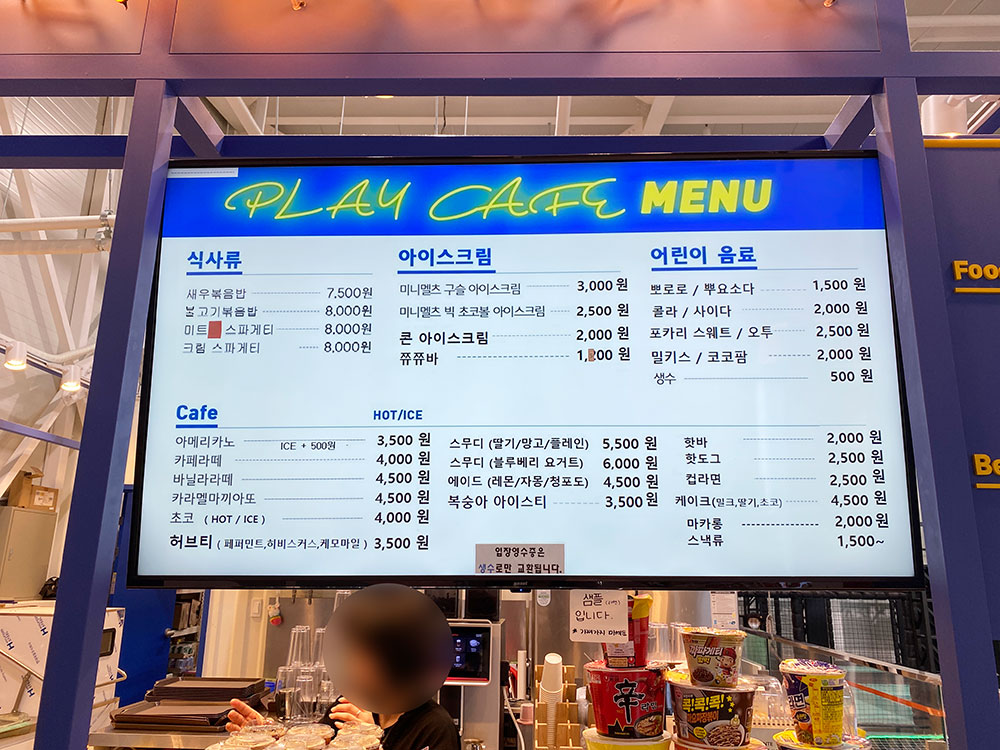 PLAY CAFE MENU
식사류
새우볶음밥 7,500원
불고기볶음밥 8,000원
미트 스파게티 8,000원
크림 스파게티 8,000원
아이스크림
미니멜츠 구슬 아이스크림 3,000 원
미니멜츠 빅 초코볼 아이스크림 2,500 원
콘 아이스크림 2,000 원
쮸쮸바 원
어린이 음료
뽀로로 / 뿌요소다 1,500 원
콜라 / 사이다 2,000 원
포카리 스웨트 / 오투 2,500 원
밀키스 / 코코팜 2,000 원
생수 500 원
Cafe HOT/ICE
아메리카노 ICE + 500원 3,500 원
카페라떼 4,000 원
바닐라라떼 4,500 원
카라멜마끼아또 4,500 원
초코 ( HOT / ICE ) 4,000 원
허브티 ( 페퍼민트,히비스커스,케모마일 ) 3,500 원
스무디 (딸기/망고/플레인) 5,500 원
스무디 (블루베리 요거트) 6,000 원
에이드 (레몬/자몽/청포도) 4,500 원
복숭아 아이스티 3,500 원
핫바 2,000 원
핫도그 2,500 원
컵라면 2,500 원
케이크(밀크,딸기,초코) 4,500 원
마카롱 2,000 원
스낵류 1,500~
입장영수증은
생수로만 교환됩니다.
Foo
Be
샘플
입니다.
辛
콕!콕!콕!